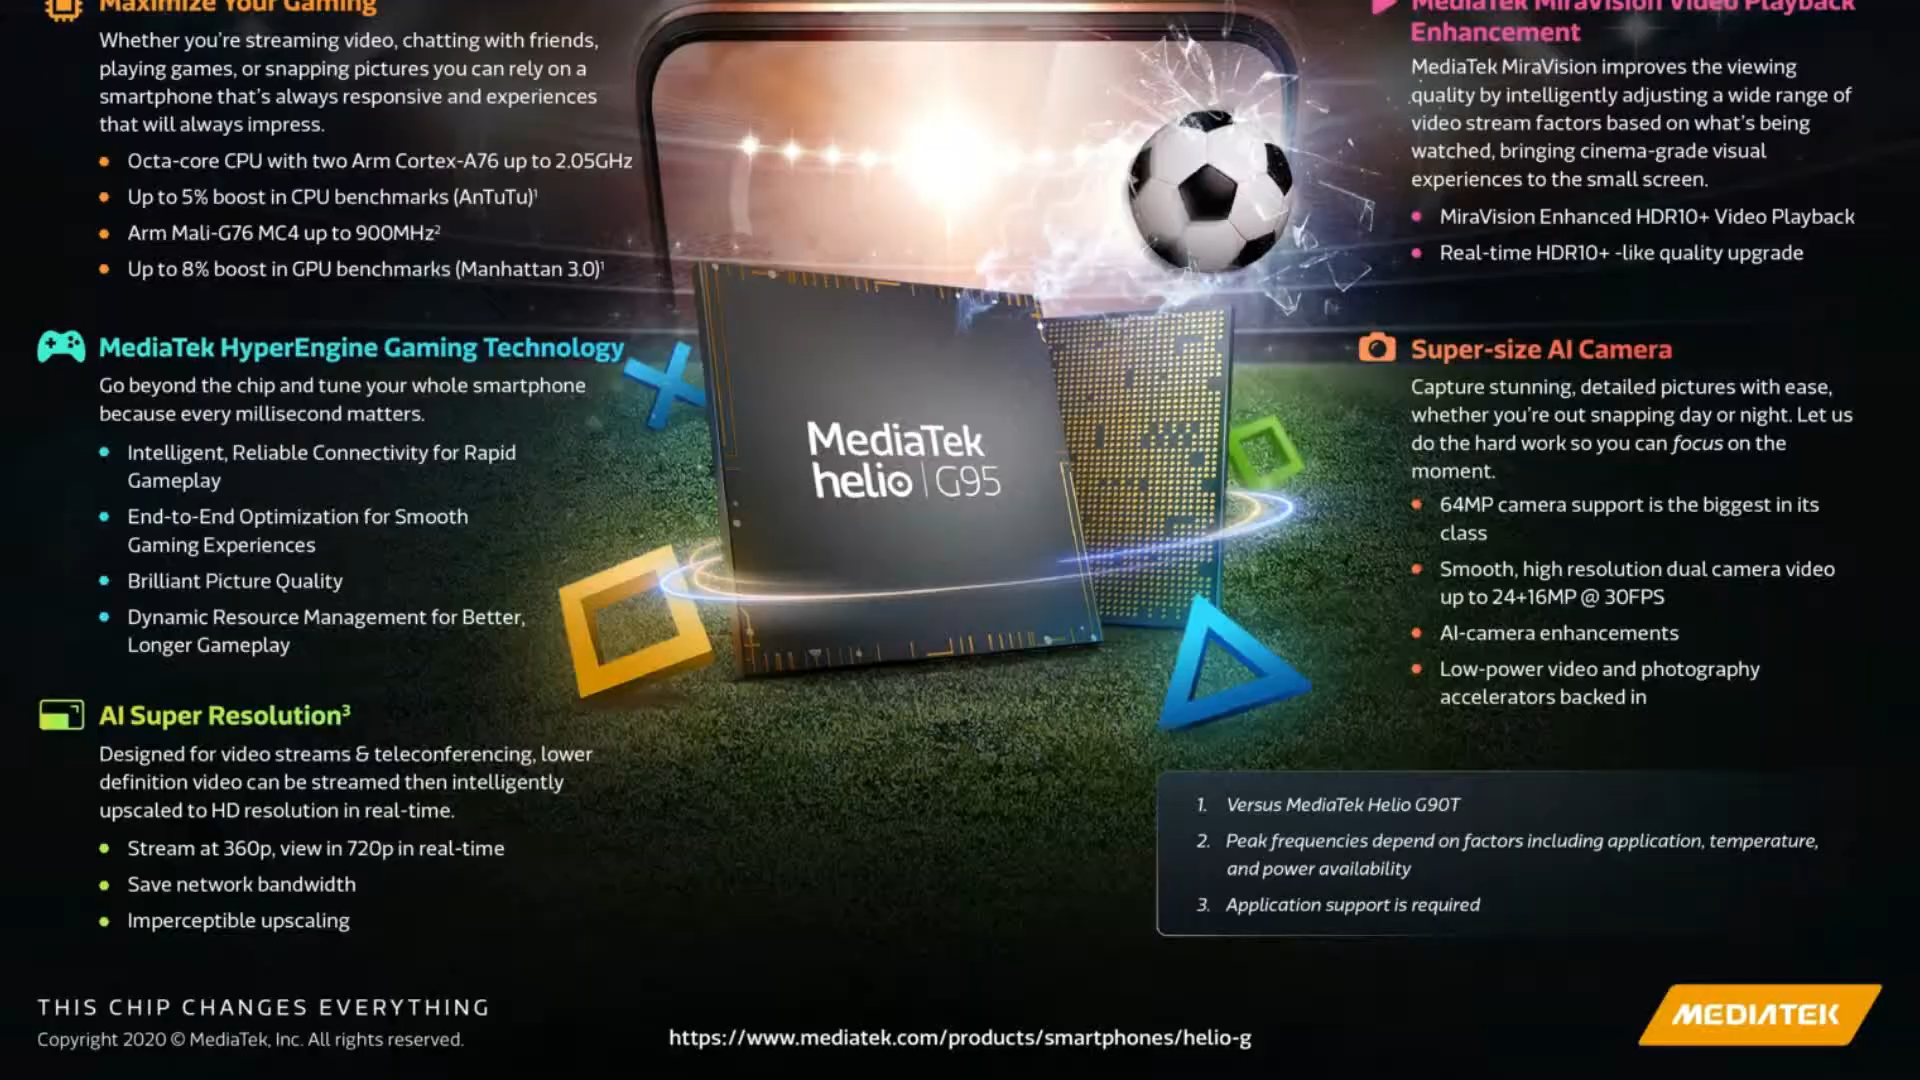 Maximize Your Gaming
Whether you're streaming video, chatting with friends,
playing games, or snapping pictures you can rely on a
smartphone that's always responsive and experiences
that will always impress.
Octa-core CPU with two Arm Cortex-A76 up to 2.05GHz
Up to 5% boost in CPU benchmarks (AnTuTu)¹
Arm Mali-G76 MC4 up to 900MHz²
Up to 8% boost in GPU benchmarks (Manhattan 3.0)¹
MediaTek HyperEngine Gaming Technology
Go beyond the chip and tune your whole smartphone
because every millisecond matters.
Intelligent, Reliable Connectivity for Rapid
Gameplay
End-to-End Optimization for Smooth
Gaming Experiences
Brilliant Picture Quality
Dynamic Resource Management for Better,
Longer Gameplay
AI Super Resolution³
Designed for video streams & teleconferencing, lower
definition video can be streamed then intelligently
upscaled to HD resolution in real-time.
Stream at 360p, view in 720p in real-time
Save network bandwidth
Imperceptible upscaling
MediaTek
helio | G95
MediaTek MiraVision Video Playback
Enhancement
MediaTek MiraVision improves the viewing
quality by intelligently adjusting a wide range of
video stream factors based on what's being
watched, bringing cinema-grade visual
experiences to the small screen.
MiraVision Enhanced HDR10+ Video Playback
Real-time HDR10+ -like quality upgrade
Super-size AI Camera
Capture stunning, detailed pictures with ease,
whether you're out snapping day or night. Let us
do the hard work so you can focus on the
moment.
64MP camera support is the biggest in its
class
Smooth, high resolution dual camera video
up to 24+16MP @ 30FPS
AI-camera enhancements
Low-power video and photography
accelerators backed in
1. Versus MediaTek Helio G90T
2. Peak frequencies depend on factors including application, temperature,
and power availability
3. Application support is required
THIS CHIP CHANGES EVERYTHING
Copyright 2020 © MediaTek, Inc. All rights reserved.
https://www.mediatek.com/products/smartphones/helio-g
MEDIATEK